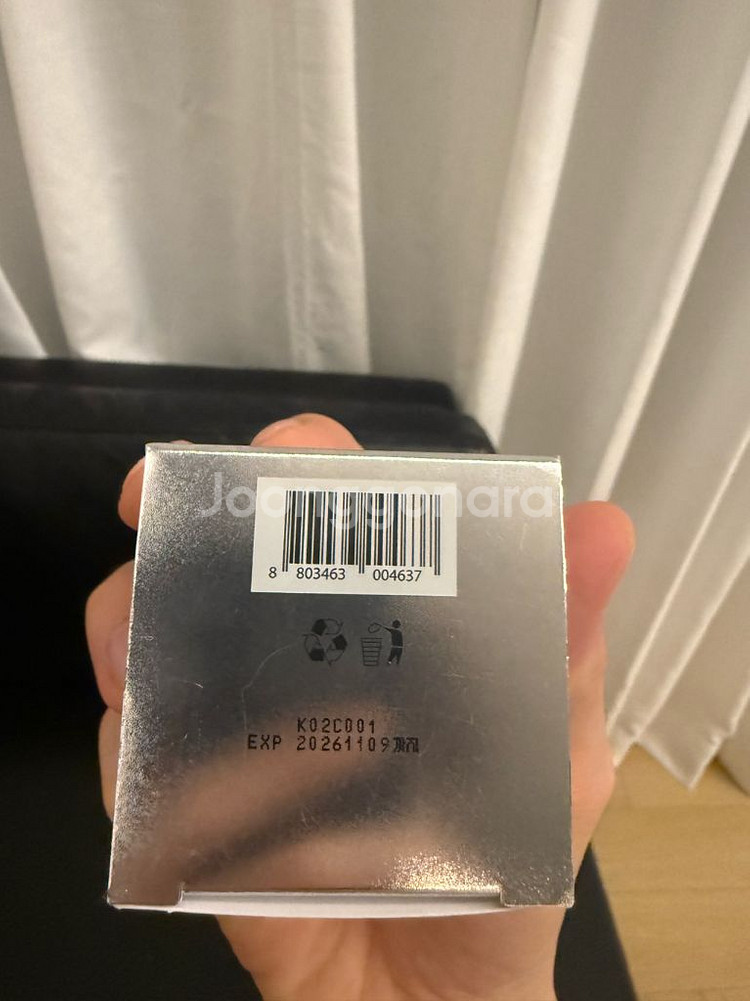 Joonggonara
8 803463 004637
K02C001
EXP 20261109까지